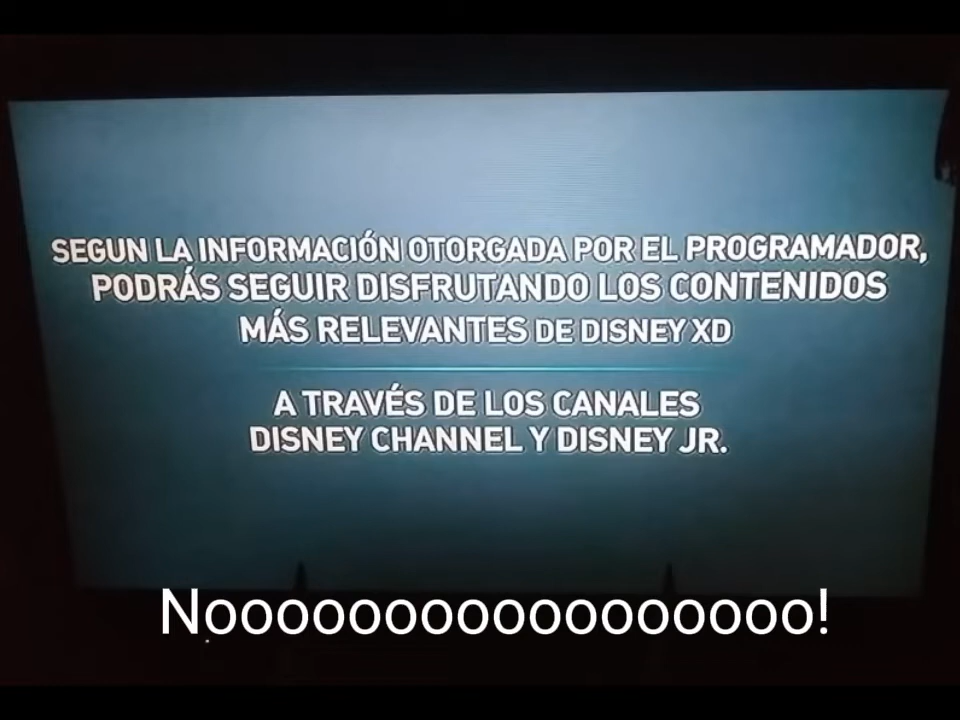 SEGUN LA INFORMACIÓN OTORGADA POR EL PROGRAMADOR,
PODRÁS SEGUIR DISFRUTANDO LOS CONTENIDOS
MÁS RELEVANTES DE DISNEY XD
A TRAVÉS DE LOS CANALES
DISNEY CHANNEL Y DISNEY JR.
Nooooooooooooooooo!